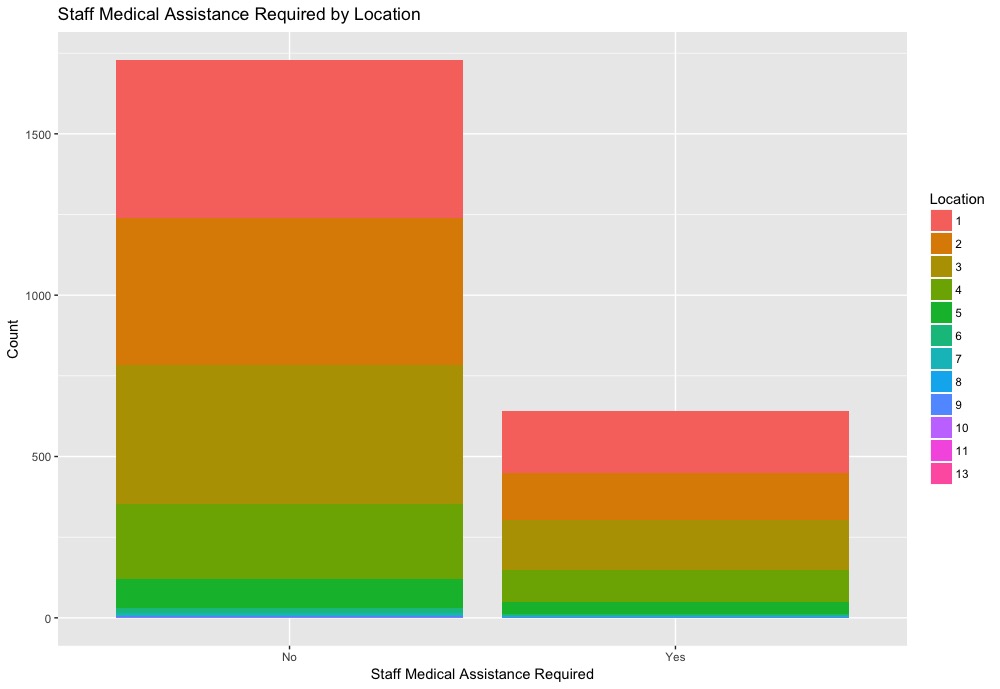 Staff Medical Assistance Required by Location
1500
1000
500
0
Count
No
Yes
Staff Medical Assistance Required
Location
1
2
3
4
5
6
7
8
9
10
11
13